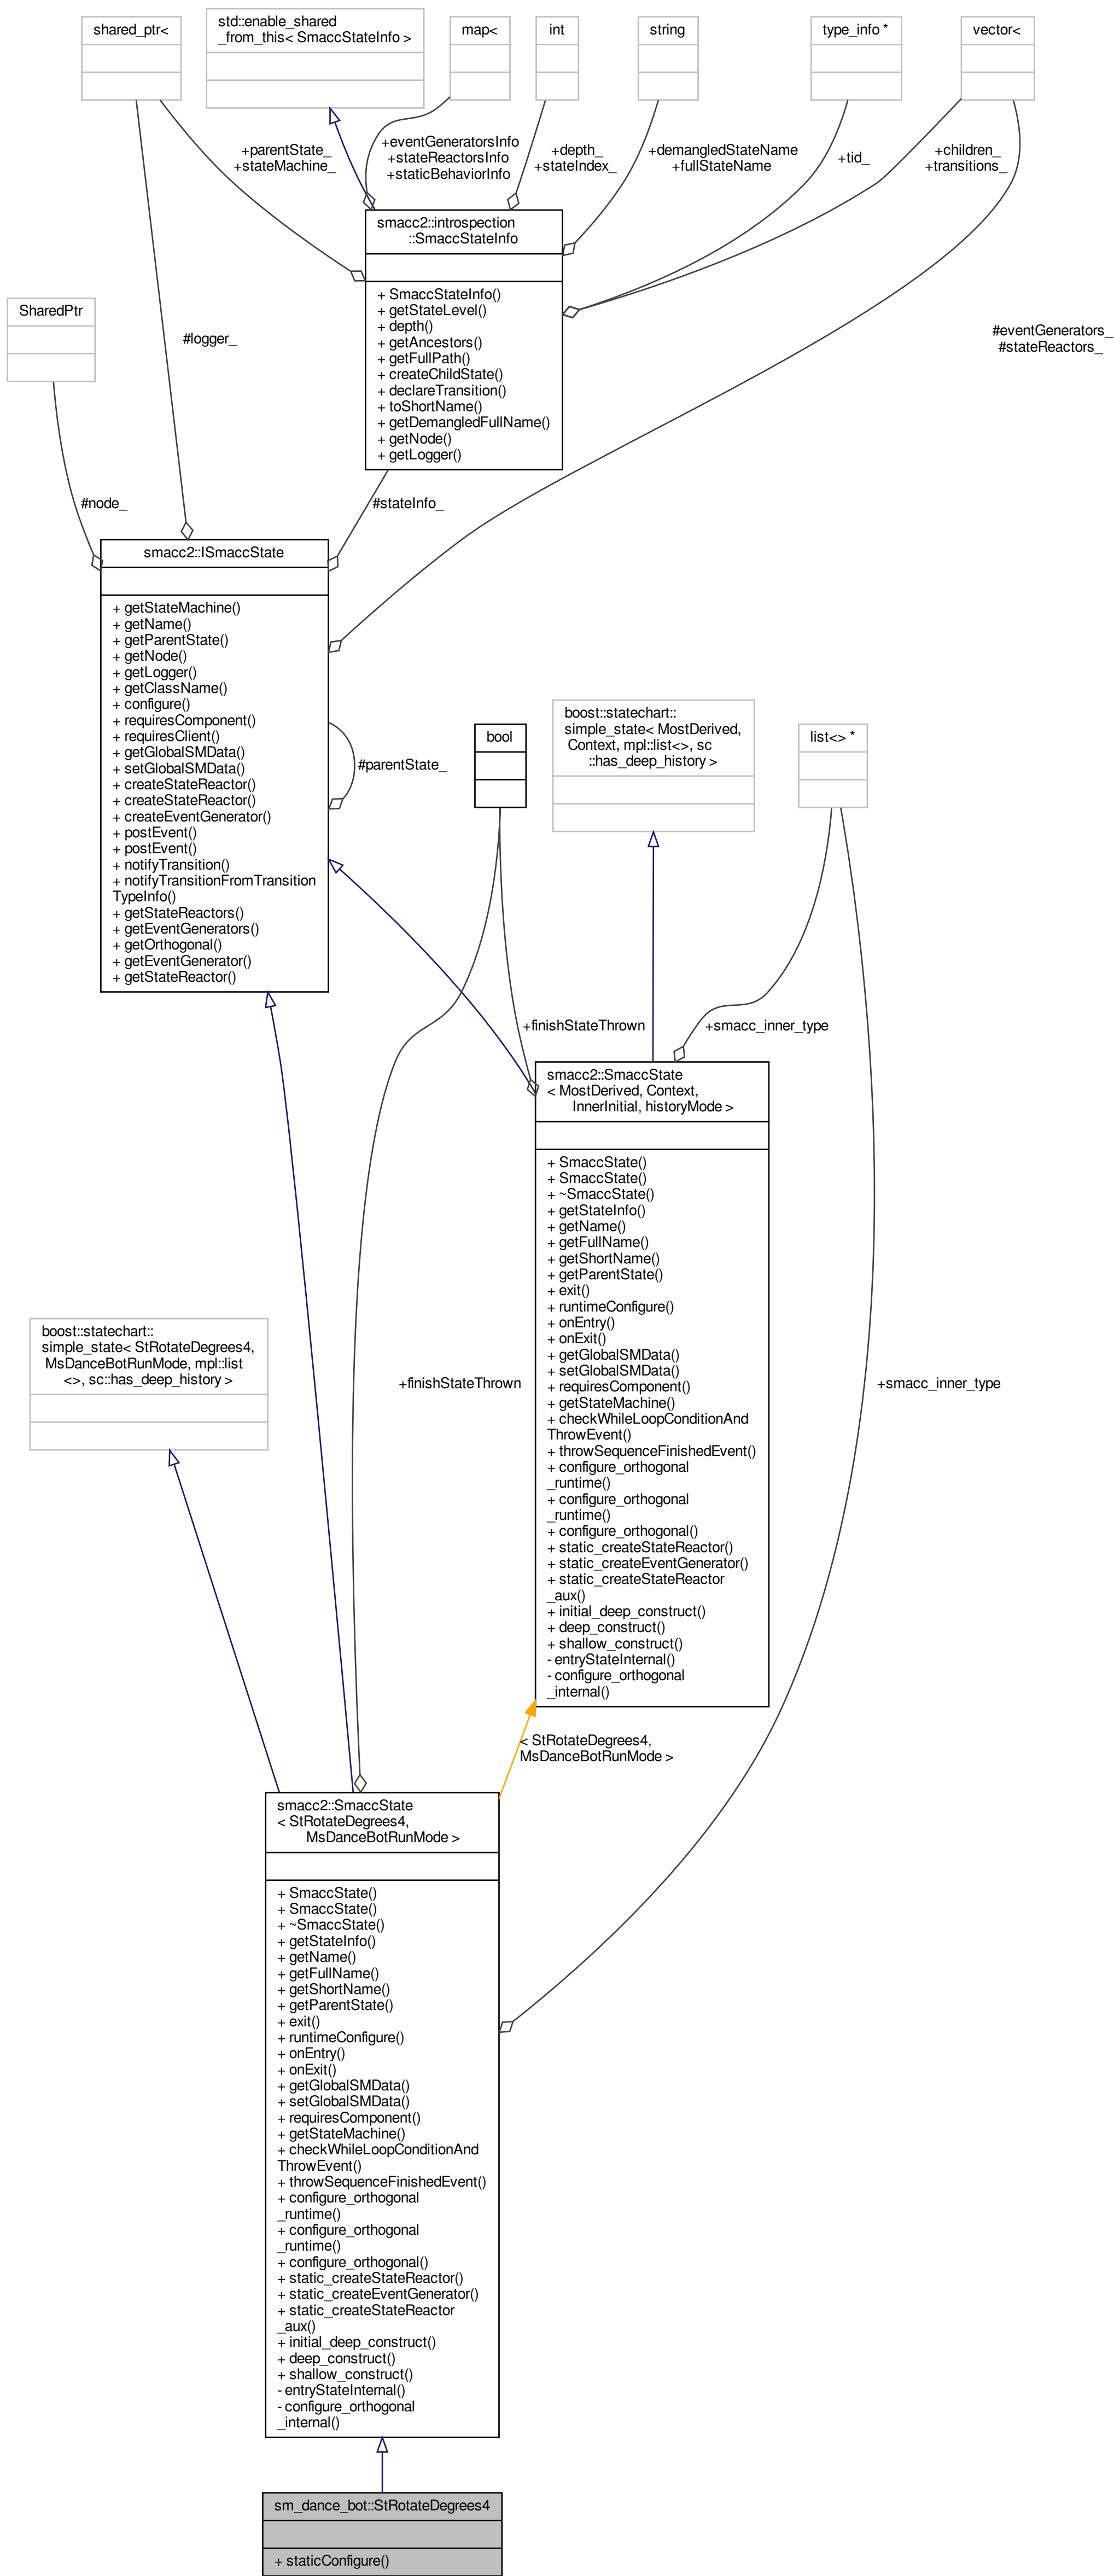 shared_ptr<
std::enable_shared
_from_this< SmaccStateInfo >
map<
int
string
type_info *
vector<
+parentState_
+stateMachine_
+eventGeneratorsInfo
+stateReactorsInfo
+staticBehaviorInfo
+depth_
+stateIndex_
+demangledStateName
+fullStateName
+tid_
+children_
+transitions_
smacc2::introspection
::SmaccStateInfo
+ SmaccStateInfo()
+ getStateLevel()
+ depth()
+ getAncestors()
+ getFullPath()
+ createChildState()
+ declareTransition()
+ toShortName()
+ getDemangledFullName()
+ getNode()
+ getLogger()
SharedPtr
#logger_
#eventGenerators_
#stateReactors_
#node_
#stateInfo_
smacc2::ISmaccState
+ getStateMachine()
+ getName()
+ getParentState()
+ getNode()
+ getLogger()
+ getClassName()
+ configure()
+ requiresComponent()
+ requiresClient()
+ getGlobalSMData()
+ setGlobalSMData()
+ createStateReactor()
+ createStateReactor()
+ createEventGenerator()
+ postEvent()
+ postEvent()
+ notifyTransition()
+ notifyTransitionFromTransition
TypeInfo()
+ getStateReactors()
+ getEventGenerators()
+ getOrthogonal()
+ getEventGenerator()
+ getStateReactor()
#parentState_
bool
boost::statechart::
simple_state< MostDerived,
Context, mpl::list<>, sc
::has_deep_history >
list<> *
+finishStateThrown
+smacc_inner_type
smacc2::SmaccState
< MostDerived, Context,
InnerInitial, historyMode >
+ SmaccState()
+ SmaccState()
+ ~SmaccState()
+ getStateInfo()
+ getName()
+ getFullName()
+ getShortName()
+ getParentState()
+ exit()
+ runtimeConfigure()
+ onEntry()
+ onExit()
+ getGlobalSMData()
+ setGlobalSMData()
+ requiresComponent()
+ getStateMachine()
+ checkWhileLoopConditionAnd
ThrowEvent()
+ throwSequenceFinishedEvent()
+ configure_orthogonal
_runtime()
+ configure_orthogonal
_runtime()
+ configure_orthogonal()
+ static_createStateReactor()
+ static_createEventGenerator()
+ static_createStateReactor
_aux()
+ initial_deep_construct()
+ deep_construct()
+ shallow_construct()
- entryStateInternal()
- configure_orthogonal
_internal()
boost::statechart::
simple_state< StRotateDegrees4,
MsDanceBotRunMode, mpl::list
<>, sc::has_deep_history >
+finishStateThrown
+smacc_inner_type
< StRotateDegrees4,
MsDanceBotRunMode >
smacc2::SmaccState
< StRotateDegrees4,
MsDanceBotRunMode >
+ SmaccState()
+ SmaccState()
+ ~SmaccState()
+ getStateInfo()
+ getName()
+ getFullName()
+ getShortName()
+ getParentState()
+ exit()
+ runtimeConfigure()
+ onEntry()
+ onExit()
+ getGlobalSMData()
+ setGlobalSMData()
+ requiresComponent()
+ getStateMachine()
+ checkWhileLoopConditionAnd
ThrowEvent()
+ throwSequenceFinishedEvent()
+ configure_orthogonal
_runtime()
+ configure_orthogonal
_runtime()
+ configure_orthogonal()
+ static_createStateReactor()
+ static_createEventGenerator()
+ static_createStateReactor
_aux()
+ initial_deep_construct()
+ deep_construct()
+ shallow_construct()
- entryStateInternal()
- configure_orthogonal
_internal()
sm_dance_bot::StRotateDegrees4
+ staticConfigure()